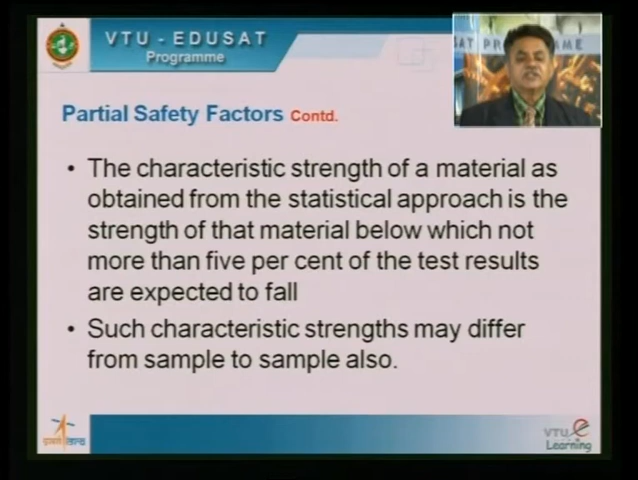 VTU - EDUSAT
Programme
SAT PROGRAMME
Partial Safety Factors Contd.
• The characteristic strength of a material as
obtained from the statistical approach is the
strength of that material below which not
more than five per cent of the test results
are expected to fall
• Such characteristic strengths may differ
from sample to sample also.
VTU e
Learning